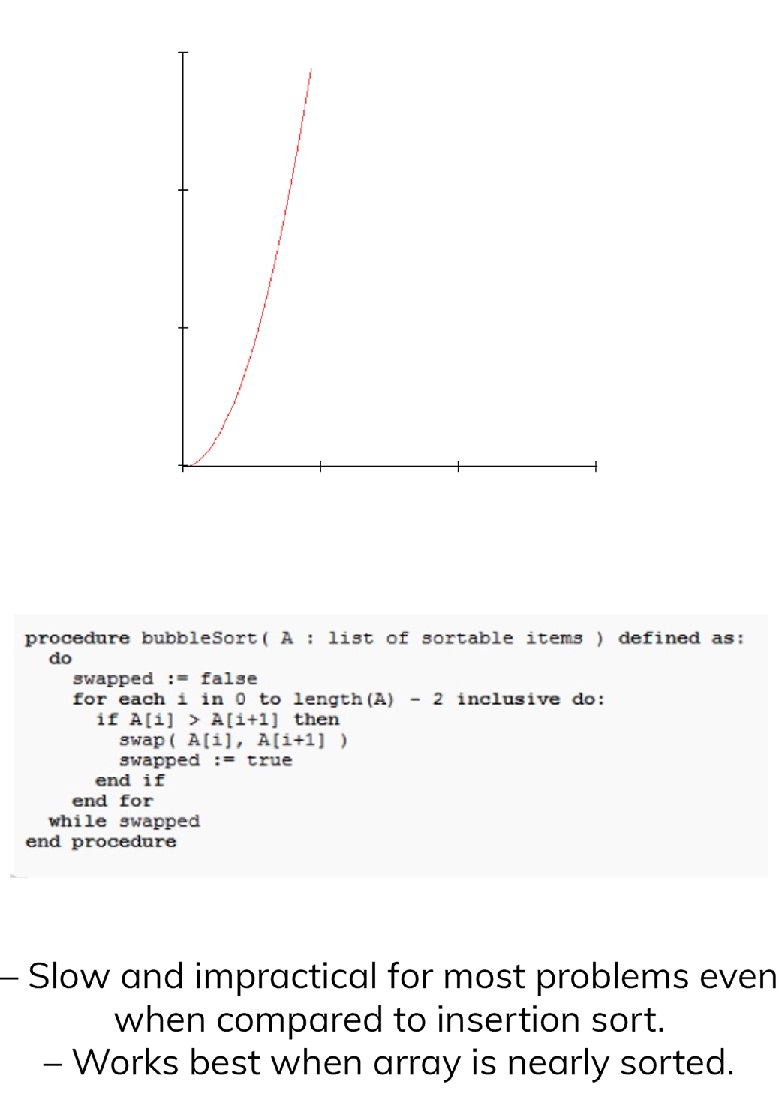 procedure bubbleSort( A : list of sortable items ) defined as:
do
swapped := false
for each i in 0 to length(A) - 2 inclusive do:
if A[i] > A[i+1] then
swap( A[i], A[i+1] )
swapped := true
end if
end for
while swapped
end procedure
– Slow and impractical for most problems even
when compared to insertion sort.
– Works best when array is nearly sorted.